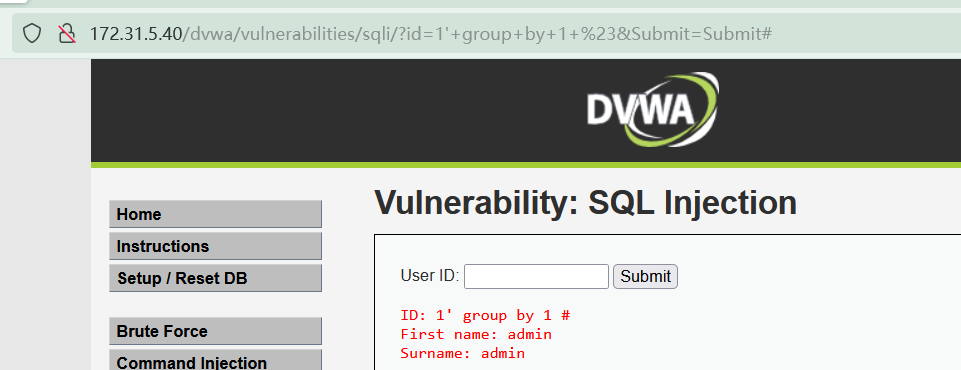 172.31.5.40/dvwa/vulnerabilities/sqli/?id=1'+group+by+1+%23&Submit=Submit#
DVWA
Vulnerability: SQL Injection
Home
Instructions
Setup / Reset DB
Brute Force
Command Injection
User ID:
Submit
ID: 1' group by 1 #
First name: admin
Surname: admin